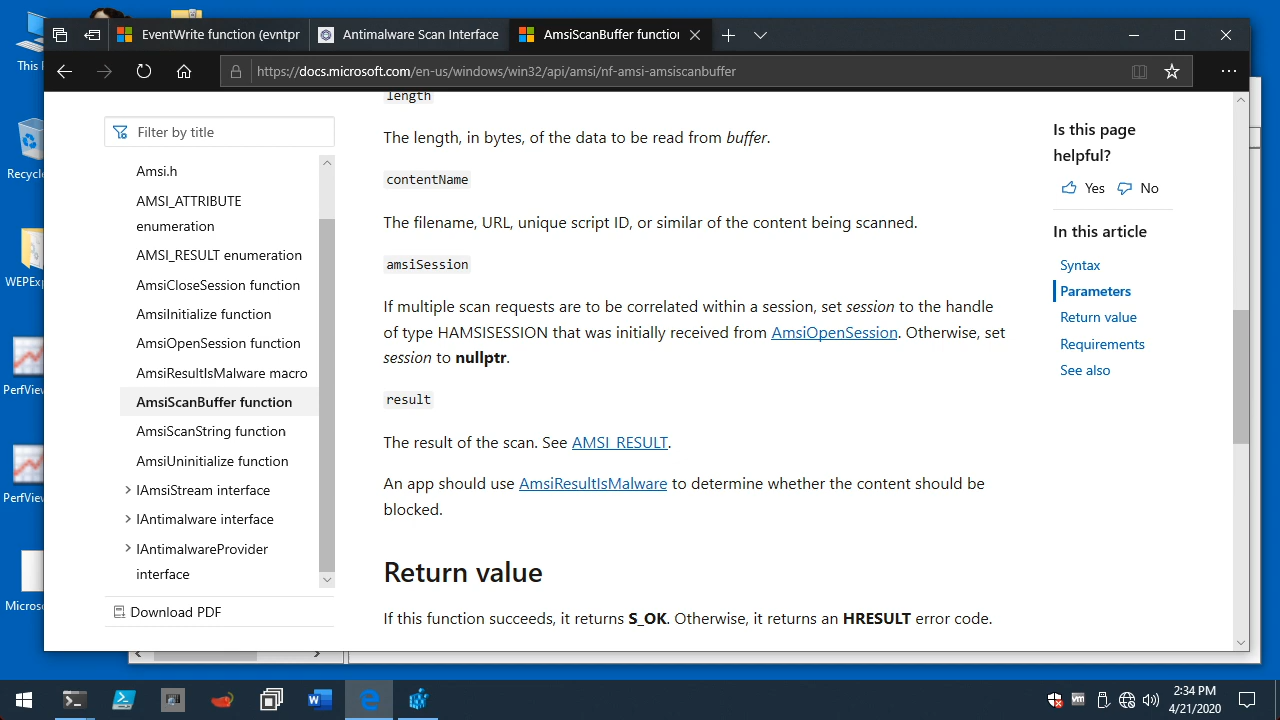 EventWrite function (evntpr
Antimalware Scan Interface
AmsiScanBuffer function
https://docs.microsoft.com/en-us/windows/win32/api/amsi/nf-amsi-amsiscanbuffer
This
Recycle
WEPExp
PerfView
PerfView
Microso
Filter by title
Amsi.h
AMSI_ATTRIBUTE
enumeration
AMSI_RESULT enumeration
AmsiCloseSession function
AmsiInitialize function
AmsiOpenSession function
AmsiResultIsMalware macro
AmsiScanBuffer function
AmsiScanString function
AmsiUninitialize function
IAmsiStream interface
IAntimalware interface
IAntimalwareProvider
interface
Download PDF
length
The length, in bytes, of the data to be read from buffer.
contentName
The filename, URL, unique script ID, or similar of the content being scanned.
amsiSession
If multiple scan requests are to be correlated within a session, set session to the handle
of type HAMSISESSION that was initially received from AmsiOpenSession. Otherwise, set
session to nullptr.
result
The result of the scan. See AMSI_RESULT.
An app should use AmsiResultIsMalware to determine whether the content should be
blocked.
Return value
If this function succeeds, it returns S_OK. Otherwise, it returns an HRESULT error code.
Is this page
helpful?
Yes
No
In this article
Syntax
Parameters
Return value
Requirements
See also
2:34 PM
4/21/2020